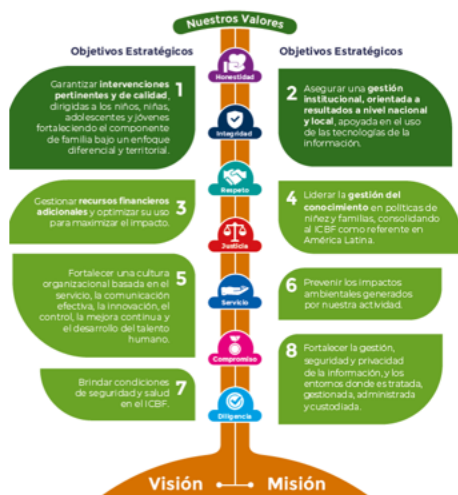 Nuestros Valores
Objetivos Estratégicos
Objetivos Estratégicos
Honestidad
Garantizar intervenciones
pertinentes y de calidad,
dirigidas a los niños, niñas,
adolescentes y jóvenes
fortaleciendo el componente
de familia bajo un enfoque
diferencial y territorial.
1
2
Asegurar una gestión
institucional, orientada a
resultados a nivel nacional
y local, apoyada en el uso
de las tecnologías de la
información.
Integridad
Respeto
Gestionar recursos financieros
adicionales y optimizar su uso
para maximizar el impacto.
3
4
Liderar la gestión del
conocimiento en políticas de
niñez y familias, consolidando
al ICBF como referente en
América Latina.
Justicia
Fortalecer una cultura
organizacional basada en el
servicio, la comunicación
efectiva, la innovación, el
control, la mejora continua y
el desarrollo del talento
humano.
5
6
Prevenir los impactos
ambientales generados
por nuestra actividad.
Servicio
Compromiso
Brindar condiciones
de seguridad y salud
en el ICBF.
7
8
Fortalecer la gestión,
seguridad y privacidad
de la información, y los
entornos donde es tratada,
gestionada, administrada
y custodiada.
Diligencia
Visión
Misión